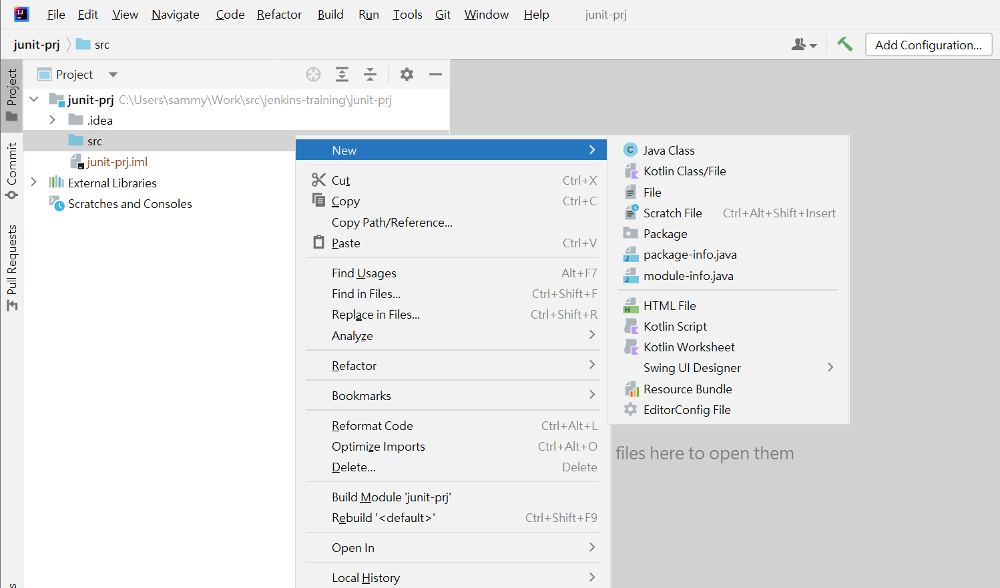 File Edit View Navigate Code Refactor Build Run Tools Git Window Help junit-prj
junit-prj src Add Configuration...
Project
Project
Commit
Pull Requests
junit-prj C:\Users\sammy\Work\src\jenkins-training\junit-prj
.idea
src
junit-prj.iml
External Libraries
Scratches and Consoles
New
Cut Ctrl+X
Copy Ctrl+C
Copy Path/Reference...
Paste Ctrl+V
Find Usages Alt+F7
Find in Files... Ctrl+Shift+F
Replace in Files... Ctrl+Shift+R
Analyze
Refactor
Bookmarks
Reformat Code Ctrl+Alt+L
Optimize Imports Ctrl+Alt+O
Delete... Delete
Build Module 'junit-prj'
Rebuild '<default>' Ctrl+Shift+F9
Open In
Local History
Java Class
Kotlin Class/File
File
Scratch File Ctrl+Alt+Shift+Insert
Package
package-info.java
module-info.java
HTML File
Kotlin Script
Kotlin Worksheet
Swing UI Designer
Resource Bundle
EditorConfig File
files here to open them